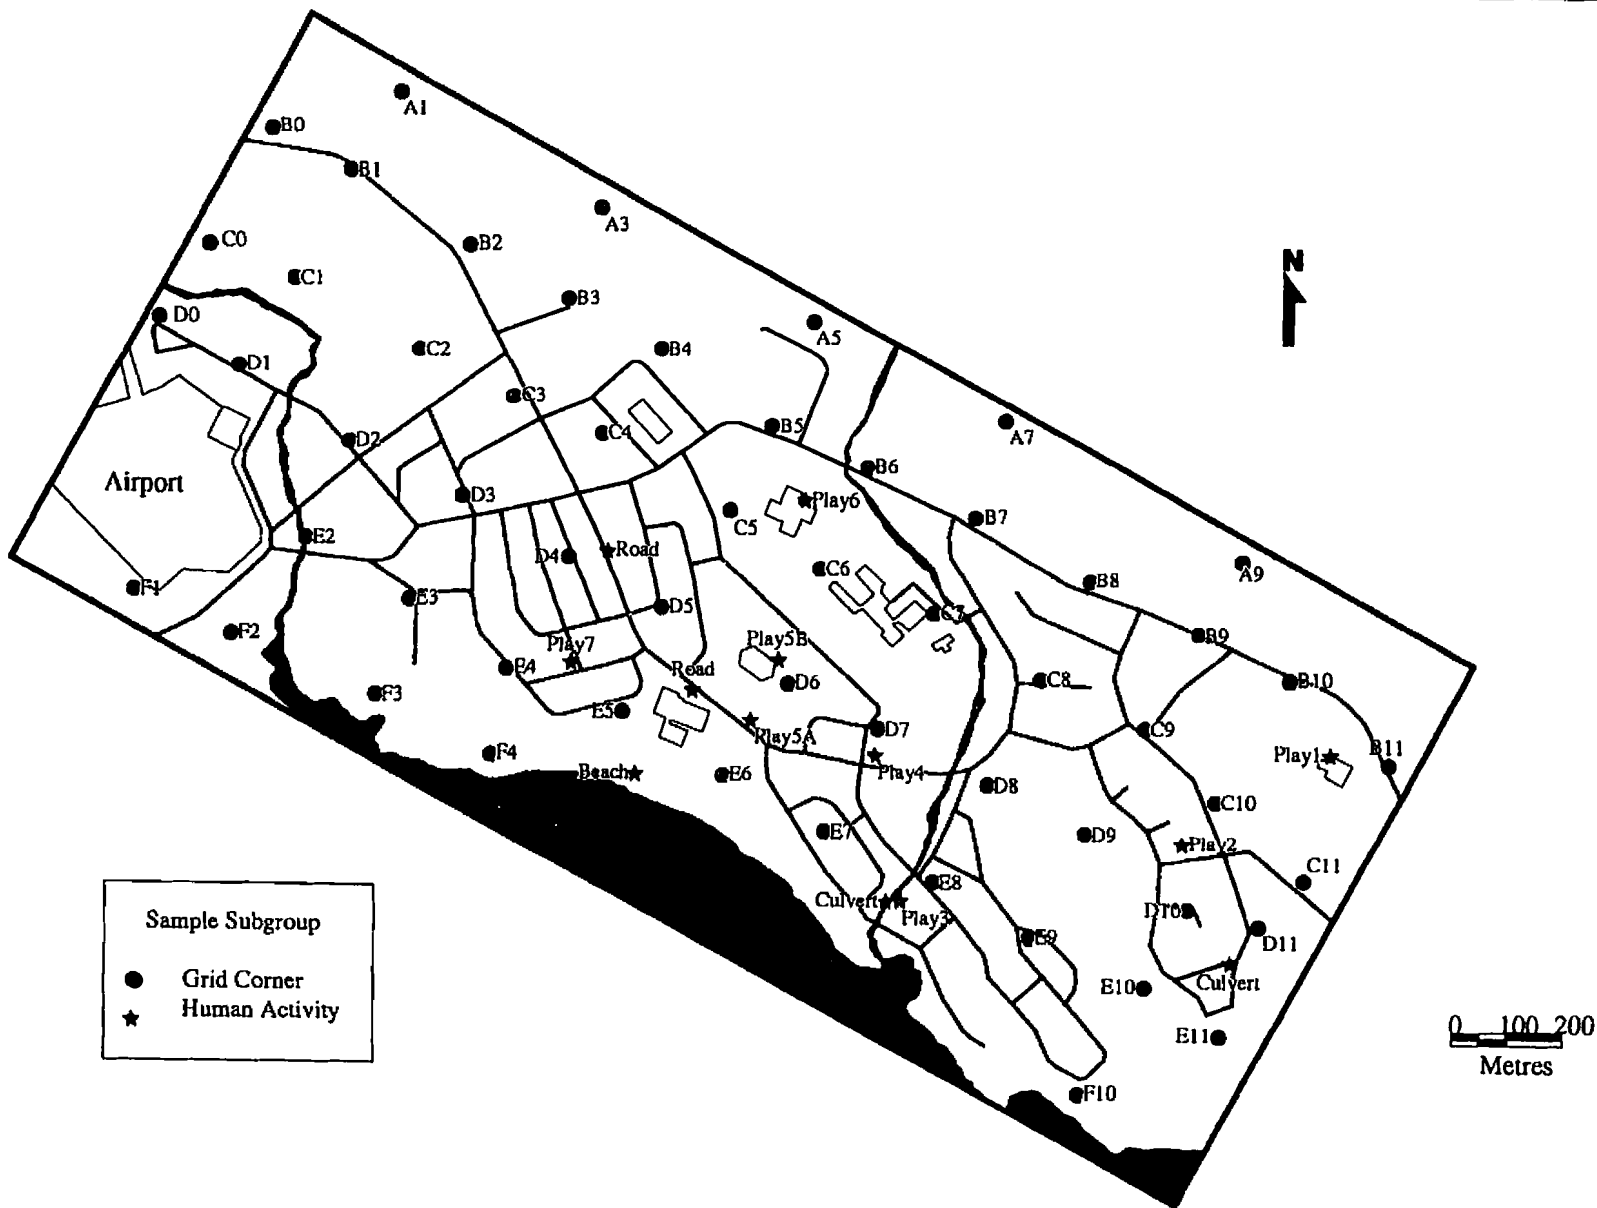 A1
B0
B1
A3
C0
B2
N
C1
B3
D0
A5
C2
B4
D1
C3
A7
B5
C4
D2
B6
Airport
D3
Play6
C5
B7
E2
Road
D4
A9
C6
B8
F1
E3
D5
C7
F2
B9
Play7
Play5B
E4
Road
D6
C8
B10
F3
E5
Play5A
D7
C9
F4
Play1
B11
Beach
E6
Play4
D8
C10
E7
D9
Play2
E8
C11
Culvert
Play3
D10
Sample Subgroup
D11
E9
Grid Corner
Culvert
E10
Human Activity
0 100 200
E11
Metres
F10